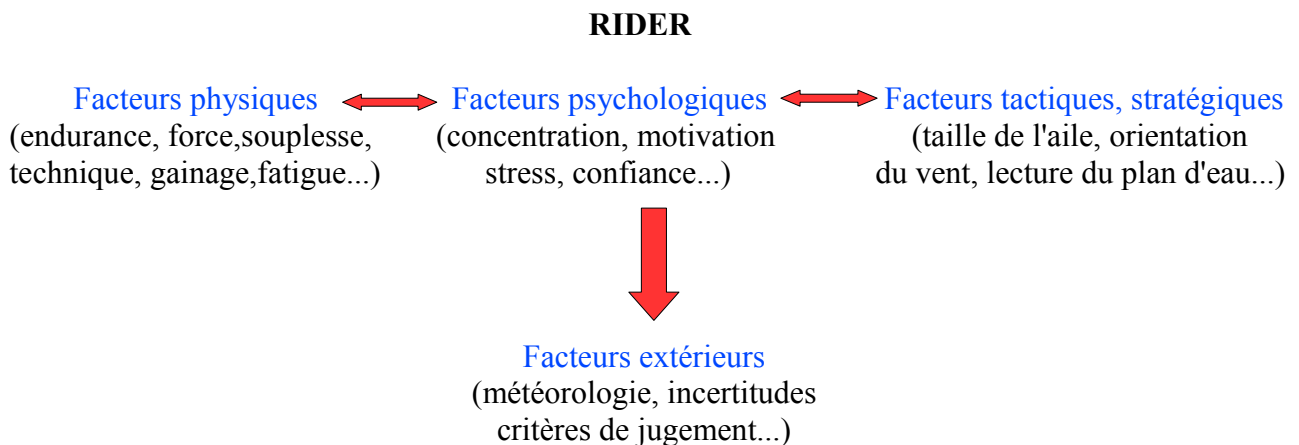 RIDER
Facteurs physiques
(endurance, force,souplesse,
technique, gainage,fatigue...)
Facteurs psychologiques
(concentration, motivation
stress, confiance...)
Facteurs tactiques, stratégiques
(taille de l'aile, orientation
du vent, lecture du plan d'eau...)
Facteurs extérieurs
(météorologie, incertitudes
critères de jugement...)